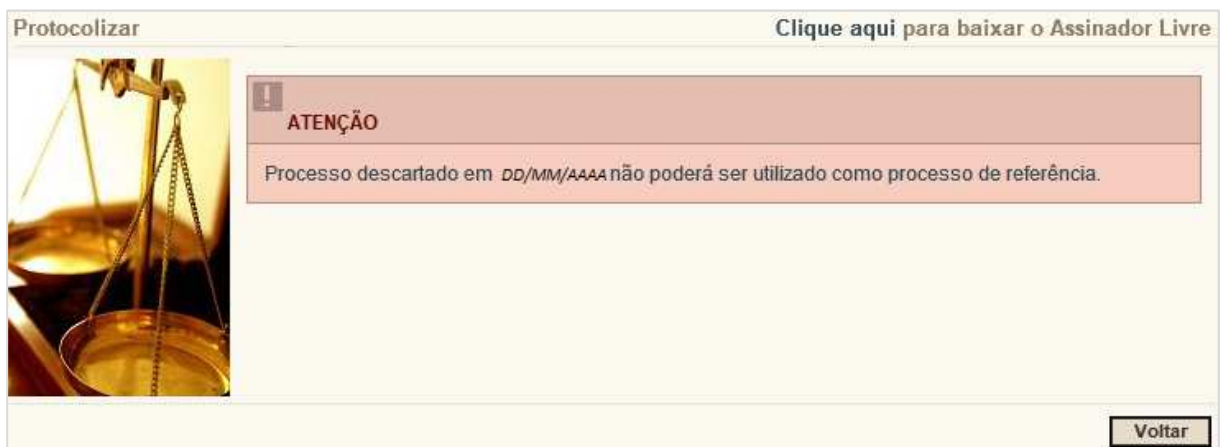 Protocolizar Clique aqui para baixar o Assinador Livre
ATENÇÃO
Processo descartado em DD/MM/AAAA não poderá ser utilizado como processo de referência.
Voltar